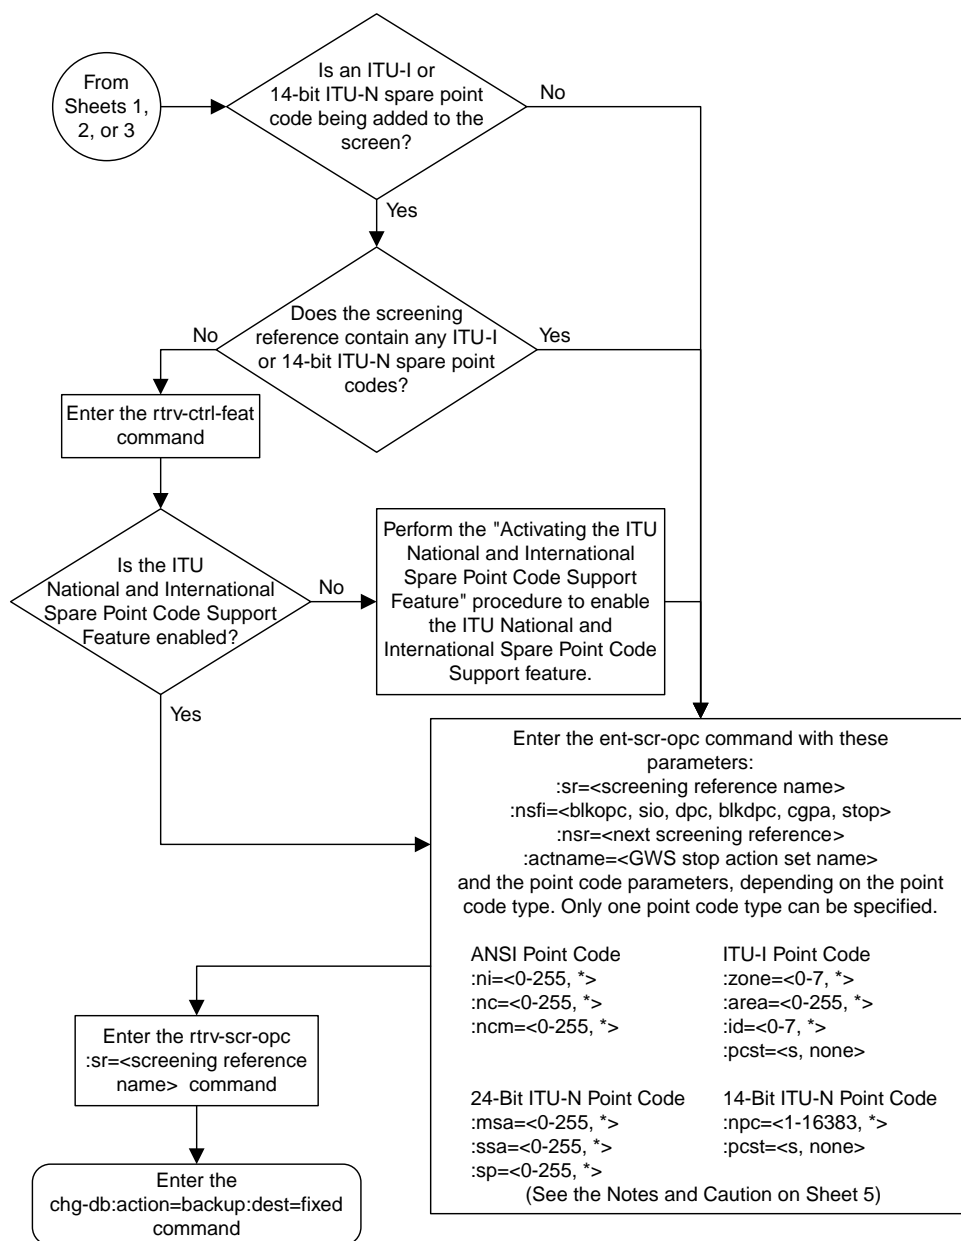 From
Sheets 1,
2, or 3
Is an ITU-I or
14-bit ITU-N spare point
code being added to the
screen?
No
Yes
Does the screening
reference contain any ITU-I
or 14-bit ITU-N spare point
codes?
No
Yes
Enter the rtrv-ctrl-feat
command
Is the ITU
National and International
Spare Point Code Support
Feature enabled?
No
Yes
Perform the "Activating the ITU
National and International
Spare Point Code Support
Feature" procedure to enable
the ITU National and
International Spare Point Code
Support feature.
Enter the ent-scr-opc command with these
parameters:
:sr=<screening reference name>
:nsfi=<blkopc, sio, dpc, blkdpc, cgpa, stop>
:nsr=<next screening reference>
:actname=<GWS stop action set name>
and the point code parameters, depending on the point
code type. Only one point code type can be specified.
ANSI Point Code
:ni=<0-255, *>
:nc=<0-255, *>
:ncm=<0-255, *>
ITU-I Point Code
:zone=<0-7, *>
:area=<0-255, *>
:id=<0-7, *>
:pcst=<s, none>
24-Bit ITU-N Point Code
:msa=<0-255, *>
:ssa=<0-255, *>
:sp=<0-255, *>
14-Bit ITU-N Point Code
:npc=<1-16383, *>
:pcst=<s, none>
(See the Notes and Caution on Sheet 5)
Enter the rtrv-scr-opc
:sr=<screening reference
name> command
Enter the
chg-db:action=backup:dest=fixed
command